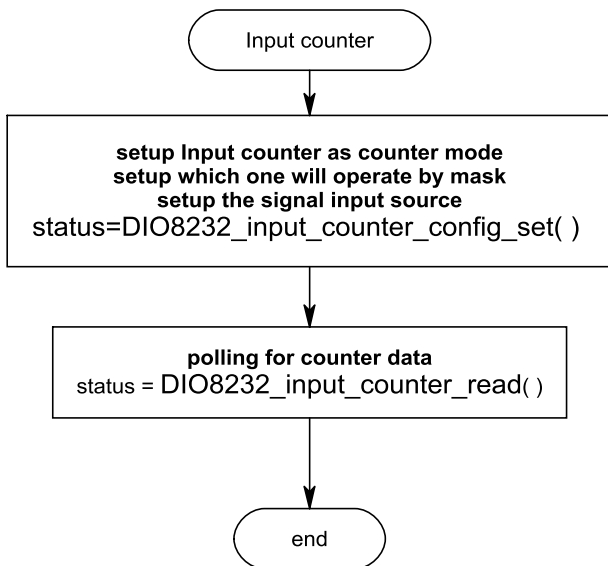 Input counter
setup Input counter as counter mode
setup which one will operate by mask
setup the signal input source
status=DIO8232_input_counter_config_set( )
polling for counter data
status = DIO8232_input_counter_read( )
end